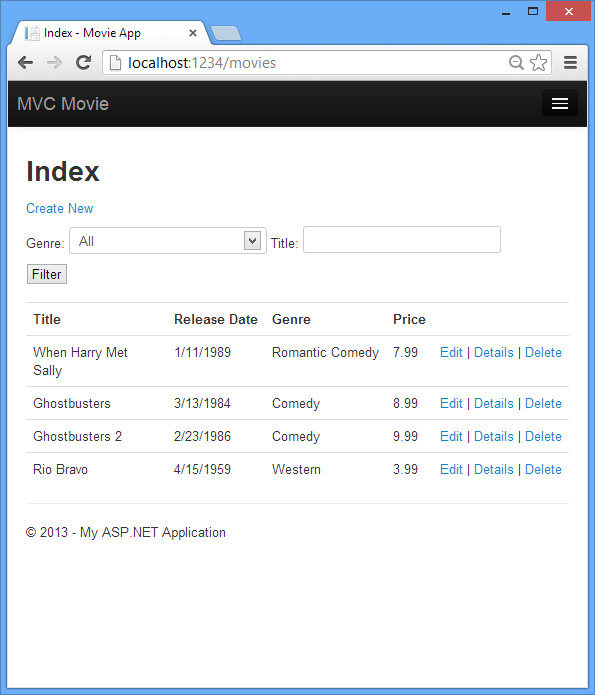 Index - Movie App
localhost:1234/movies
MVC Movie
Index
Create New
Genre: All Title:
Filter
Title Release Date Genre Price
When Harry Met
Sally 1/11/1989 Romantic Comedy 7.99 Edit | Details | Delete
Ghostbusters 3/13/1984 Comedy 8.99 Edit | Details | Delete
Ghostbusters 2 2/23/1986 Comedy 9.99 Edit | Details | Delete
Rio Bravo 4/15/1959 Western 3.99 Edit | Details | Delete
© 2013 - My ASP.NET Application